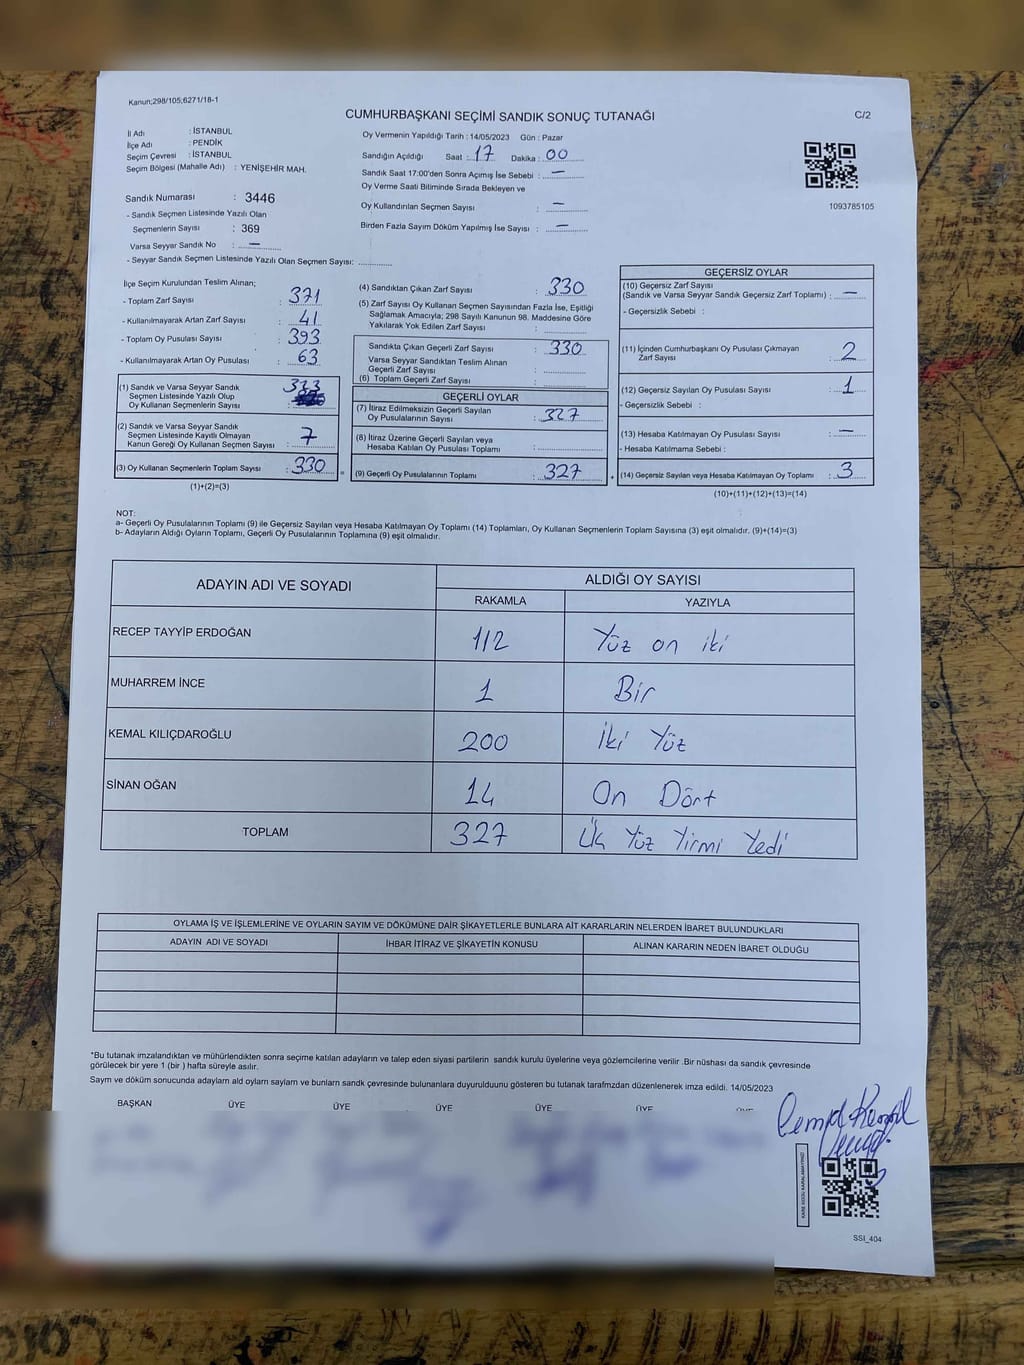 Kanun;298/105;6271/18-1
CUMHURBAŞKANI SEÇİMİ SANDIK SONUÇ TUTANAĞI
C/2
İl Adı : İSTANBUL
İlçe Adı : PENDİK
Seçim Çevresi : İSTANBUL
Seçim Bölgesi (Mahalle Adı) : YENİŞEHİR MAH.
Sandık Numarası : 3446
- Sandık Seçmen Listesinde Yazılı Olan
Seçmenlerin Sayısı : 369
Varsa Seyyar Sandık No : —
- Seyyar Sandık Seçmen Listesinde Yazılı Olan Seçmen Sayısı:
Oy Vermenin Yapıldığı Tarih : 14/05/2023 Gün : Pazar
Sandığın Açıldığı Saat : 17 Dakika : 00
Sandık Saat 17:00'den Sonra Açımış İse Sebebi : —
Oy Verme Saati Bitiminde Sırada Bekleyen ve
Oy Kullandırılan Seçmen Sayısı : —
Birden Fazla Sayım Döküm Yapılmış İse Sayısı : —
1093785105
İlçe Seçim Kurulundan Teslim Alınan;
- Toplam Zarf Sayısı : 371
- Kullanılmayarak Artan Zarf Sayısı : 41
- Toplam Oy Pusulası Sayısı : 393
- Kullanılmayarak Artan Oy Pusulası : 63
(1) Sandık ve Varsa Seyyar Sandık
Seçmen Listesinde Yazılı Olup
Oy Kullanan Seçmenlerin Sayısı : 323
(2) Sandık ve Varsa Seyyar Sandık
Seçmen Listesinde Kayıtlı Olmayan
Kanun Gereği Oy Kullanan Seçmen Sayısı : 7
(3) Oy Kullanan Seçmenlerin Toplam Sayısı : 330
(1)+(2)=(3)
(4) Sandıktan Çıkan Zarf Sayısı : 330
(5) Zarf Sayısı Oy Kullanan Seçmen Sayısından Fazla İse, Eşitliği
Sağlamak Amacıyla; 298 Sayılı Kanunun 98. Maddesine Göre
Yakılarak Yok Edilen Zarf Sayısı :
Sandıkta Çıkan Geçerli Zarf Sayısı : 330
Varsa Seyyar Sandıktan Teslim Alınan
Geçerli Zarf Sayısı :
(6) Toplam Geçerli Zarf Sayısı :
GEÇERLİ OYLAR
(7) İtiraz Edilmeksizin Geçerli Sayılan
Oy Pusulalarının Sayısı : 327
(8) İtiraz Üzerine Geçerli Sayılan veya
Hesaba Katılan Oy Pusulaları Toplamı :
(9) Geçerli Oy Pusulalarının Toplamı : 327
GEÇERSİZ OYLAR
(10) Geçersiz Zarf Sayısı
(Sandık ve Varsa Seyyar Sandık Geçersiz Zarf Toplamı) : —
- Geçersizlik Sebebi :
(11) İçinden Cumhurbaşkanı Oy Pusulası Çıkmayan
Zarf Sayısı : 2
(12) Geçersiz Sayılan Oy Pusulası Sayısı : 1
- Geçersizlik Sebebi :
(13) Hesaba Katılmayan Oy Pusulası Sayısı : —
- Hesaba Katılmama Sebebi :
(14) Geçersiz Sayılan veya Hesaba Katılmayan Oy Toplamı : 3
(10)+(11)+(12)+(13)=(14)
NOT:
a- Geçerli Oy Pusulalarının Toplamı (9) ile Geçersiz Sayılan veya Hesaba Katılmayan Oy Toplamı (14) Toplamları, Oy Kullanan Seçmenlerin Toplam Sayısına (3) eşit olmalıdır. (9)+(14)=(3)
b- Adayların Aldığı Oyların Toplamı, Geçerli Oy Pusulalarının Toplamına (9) eşit olmalıdır.
ADAYIN ADI VE SOYADI
ALDIĞI OY SAYISI
RAKAMLA YAZIYLA
RECEP TAYYİP ERDOĞAN 112 Yüz on iki
MUHARREM İNCE 1 Bir
KEMAL KILIÇDAROĞLU 200 İki Yüz
SİNAN OĞAN 14 On Dört
TOPLAM 327 Üç Yüz Yirmi Yedi
OYLAMA İŞ VE İŞLEMLERİNE VE OYLARIN SAYIM VE DÖKÜMÜNE DAİR ŞİKAYETLERLE BUNLARA AİT KARARLARIN NELERDEN İBARET BULUNDUKLARI
ADAYIN ADI VE SOYADI İHBAR İTİRAZ VE ŞİKAYETİN KONUSU ALINAN KARARIN NEDEN İBARET OLDUĞU
*Bu tutanak imzalandıktan ve mühürlendikten sonra seçime katılan adayların ve talep eden siyasi partilerin sandık kurulu üyelerine veya gözlemcilerine verilir .Bir nüshası da sandık çevresinde
görülecek bir yere 1 (bir ) hafta süreyle asılır.
Sayım ve döküm sonucunda adaylam ald oylarn saylam ve bunların sandk çevresinde bulunanlara duyurulduunu gösteren bu tutanak tarafmzdan düzenlenerek imza edildi. 14/05/2023
BAŞKAN ÜYE ÜYE ÜYE ÜYE ÜYE
SSI_404